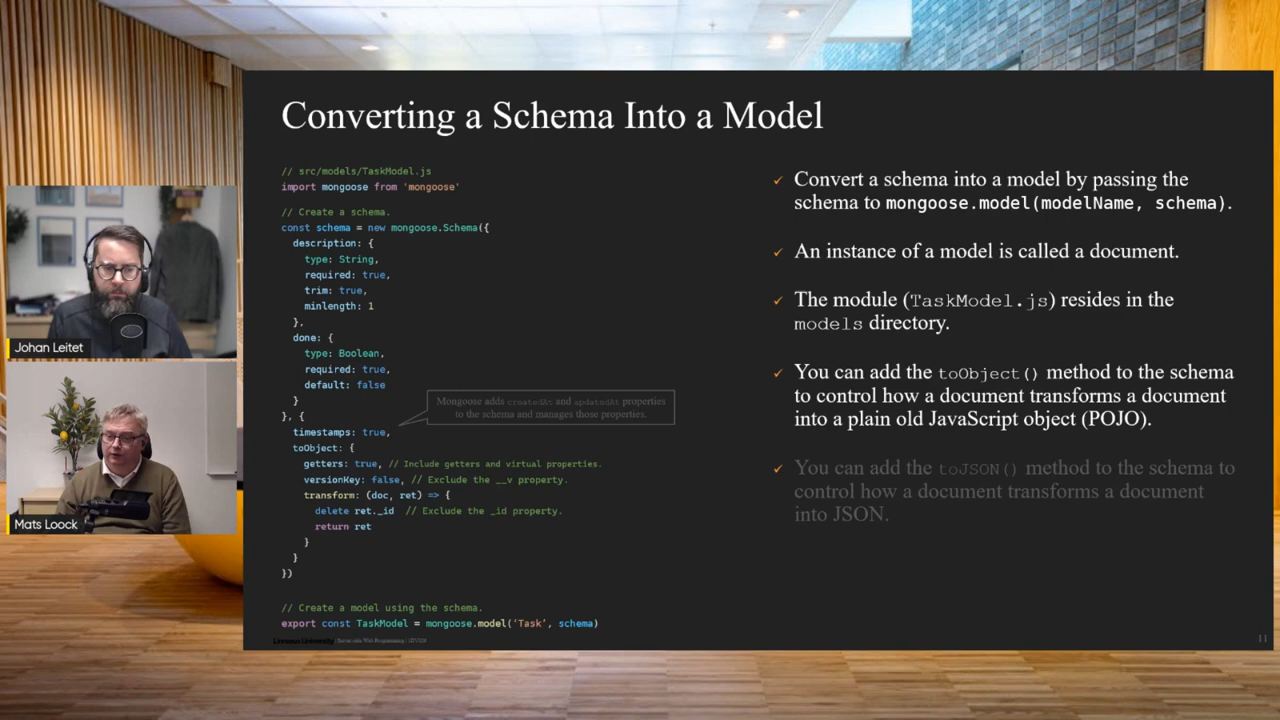 Converting a Schema Into a Model
// src/models/TaskModel.js
import mongoose from 'mongoose'
// Create a schema.
const schema = new mongoose.Schema({
description: {
type: String,
required: true,
trim: true,
minlength: 1
},
done: {
type: Boolean,
required: true,
default: false
}
}, {
timestamps: true,
toObject: {
getters: true, // Include getters and virtual properties.
versionKey: false, // Exclude the __v property.
transform: (doc, ret) => {
delete ret._id // Exclude the _id property.
return ret
}
}
})
// Create a model using the schema.
export const TaskModel = mongoose.model(‘Task’, schema)
Mongoose adds createdAt and updatedAt properties
to the schema and manages those properties.
✓ Convert a schema into a model by passing the
schema to mongoose.model(modelName, schema).
✓ An instance of a model is called a document.
✓ The module (TaskModel.js) resides in the
models directory.
✓ You can add the toObject() method to the schema
to control how a document transforms a document
into a plain old JavaScript object (POJO).
✓ You can add the toJSON() method to the schema to
control how a document transforms a document
into JSON.
Linnaeus University
11
Johan Leitet
Mats Loock